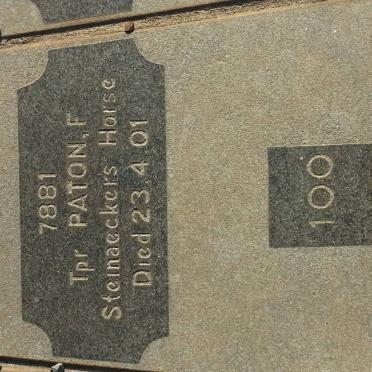 7881
Tpr PATON, F
Steinaeckers Horse
Died 23.4.01
100